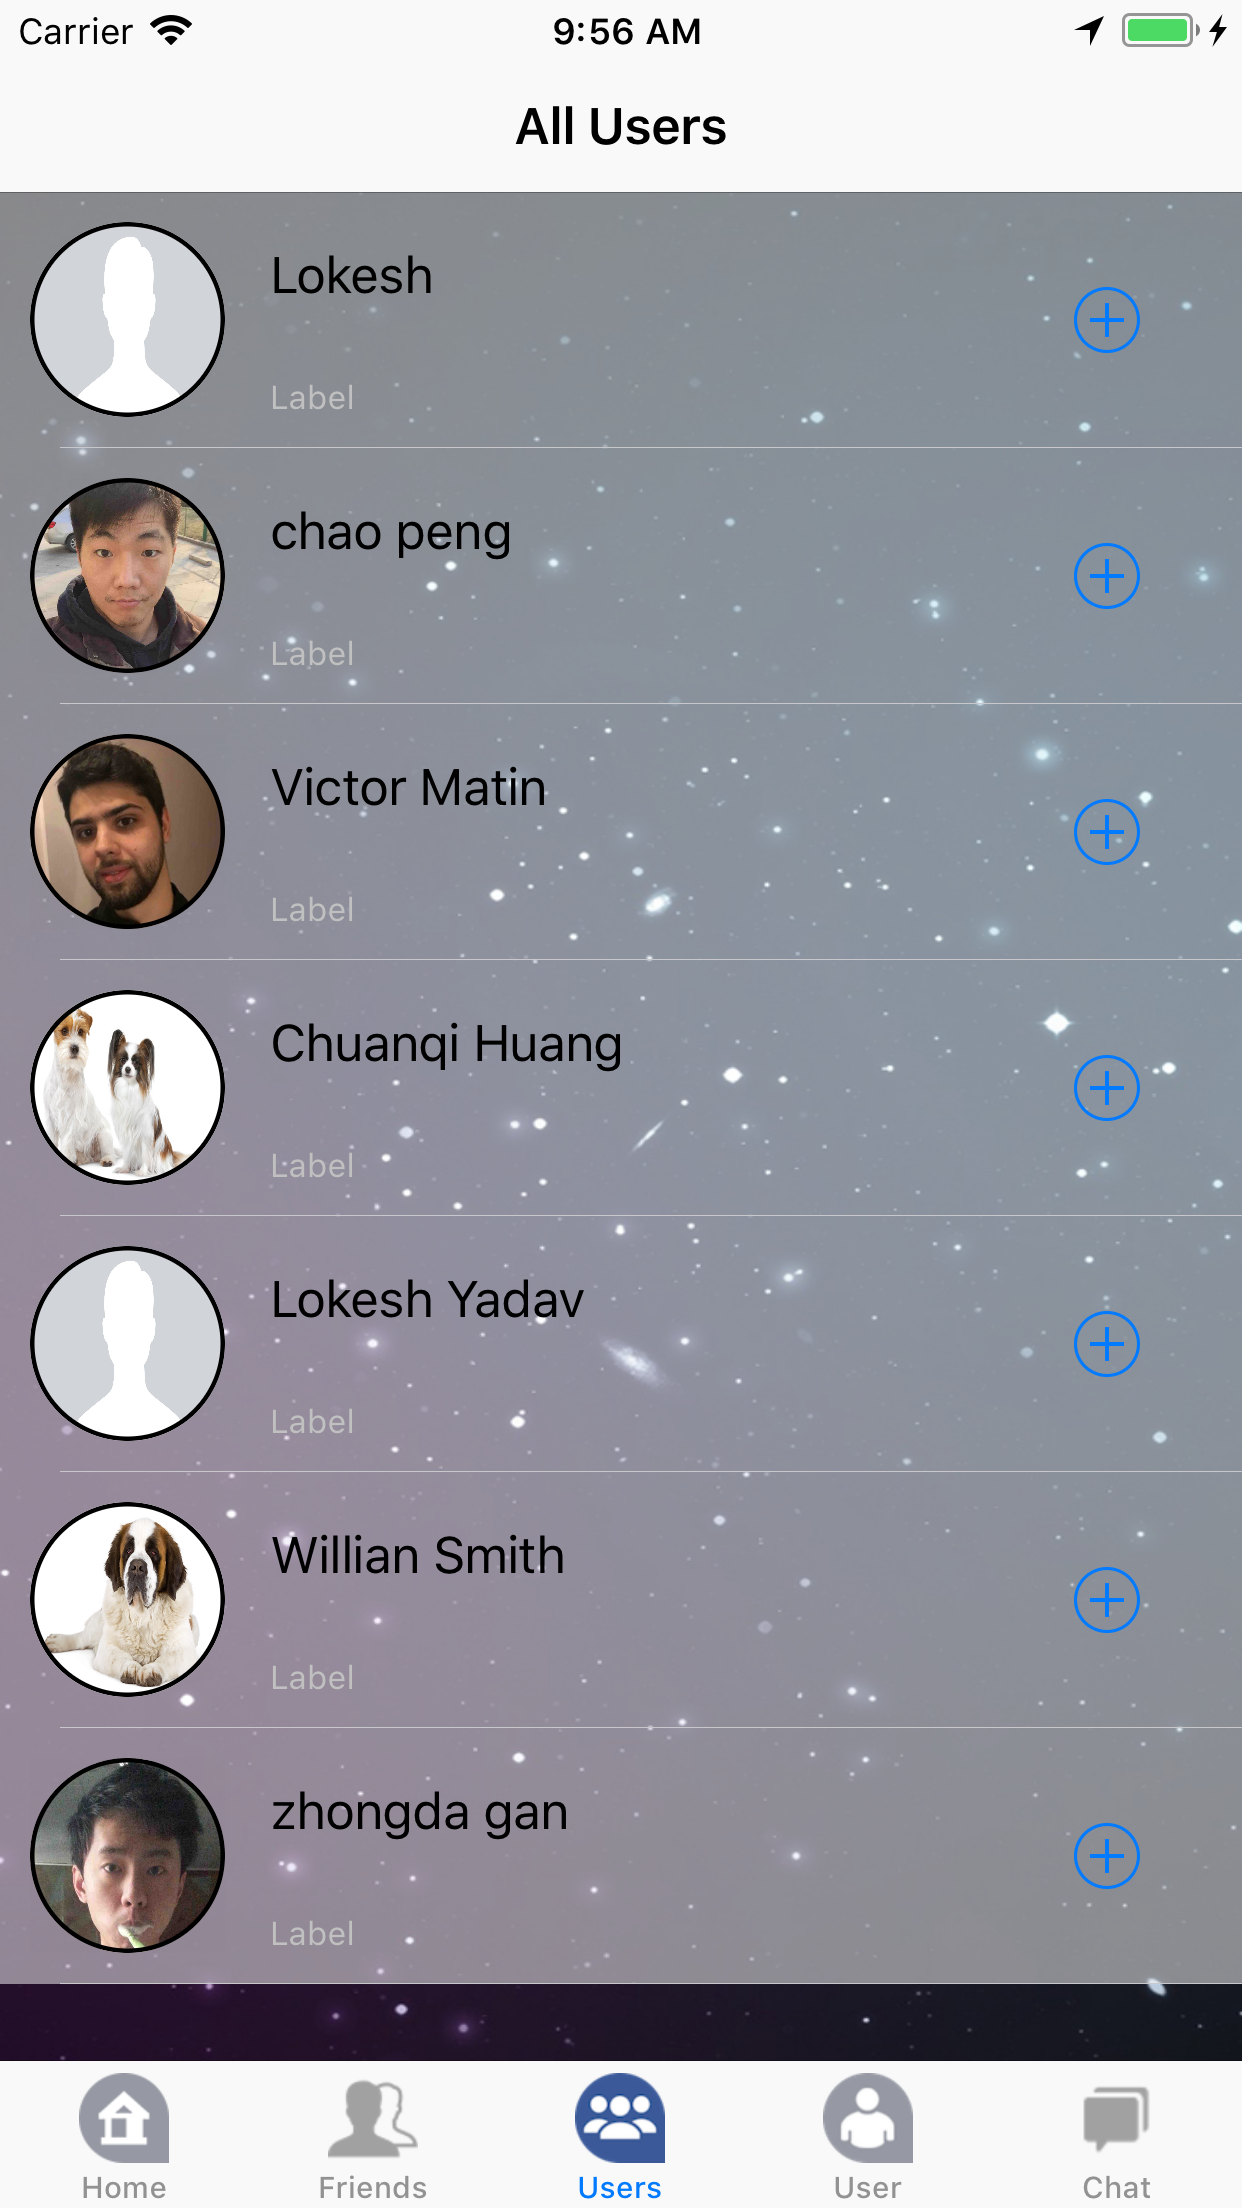 Carrier 9:56 AM
All Users
Lokesh
Label
chao peng
Label
Victor Matin
Label
Chuanqi Huang
Label
Lokesh Yadav
Label
Willian Smith
Label
zhongda gan
Label
Home Friends Users User Chat